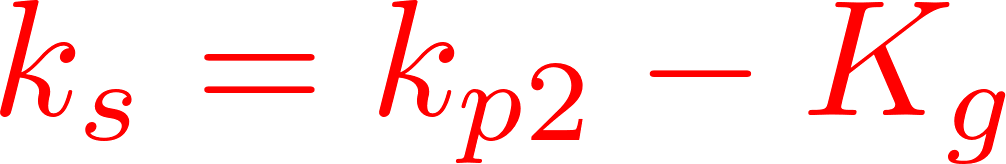 k_s = k_{p2} - K_g